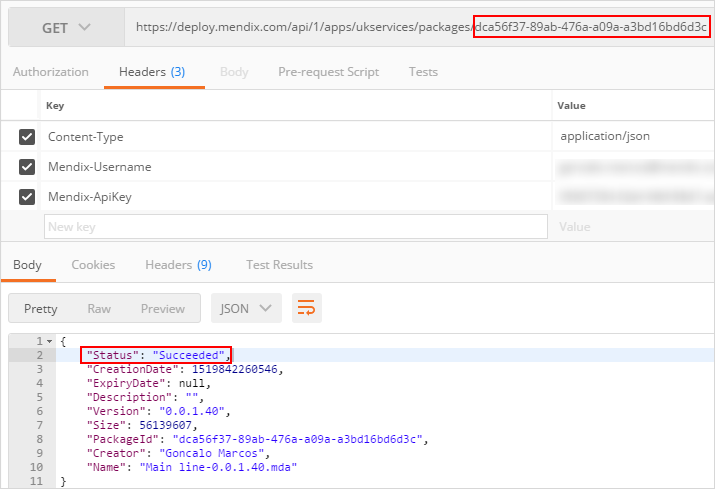 GET https://deploy.mendix.com/api/1/apps/ukservices/packages/dca56f37-89ab-476a-a09a-a3bd16bd6d3c
Authorization Headers (3) Body Pre-request Script Tests
Key Value
Content-Type application/json
Mendix-Username
Mendix-ApiKey
New key Value
Body Cookies Headers (9) Test Results
Pretty Raw Preview JSON
1 {
2 "Status": "Succeeded",
3 "CreationDate": 1519842260546,
4 "ExpiryDate": null,
5 "Description": "",
6 "Version": "0.0.1.40",
7 "Size": 56139607,
8 "PackageId": "dca56f37-89ab-476a-a09a-a3bd16bd6d3c",
9 "Creator": "Goncalo Marcos",
10 "Name": "Main line-0.0.1.40.mda"
11 }